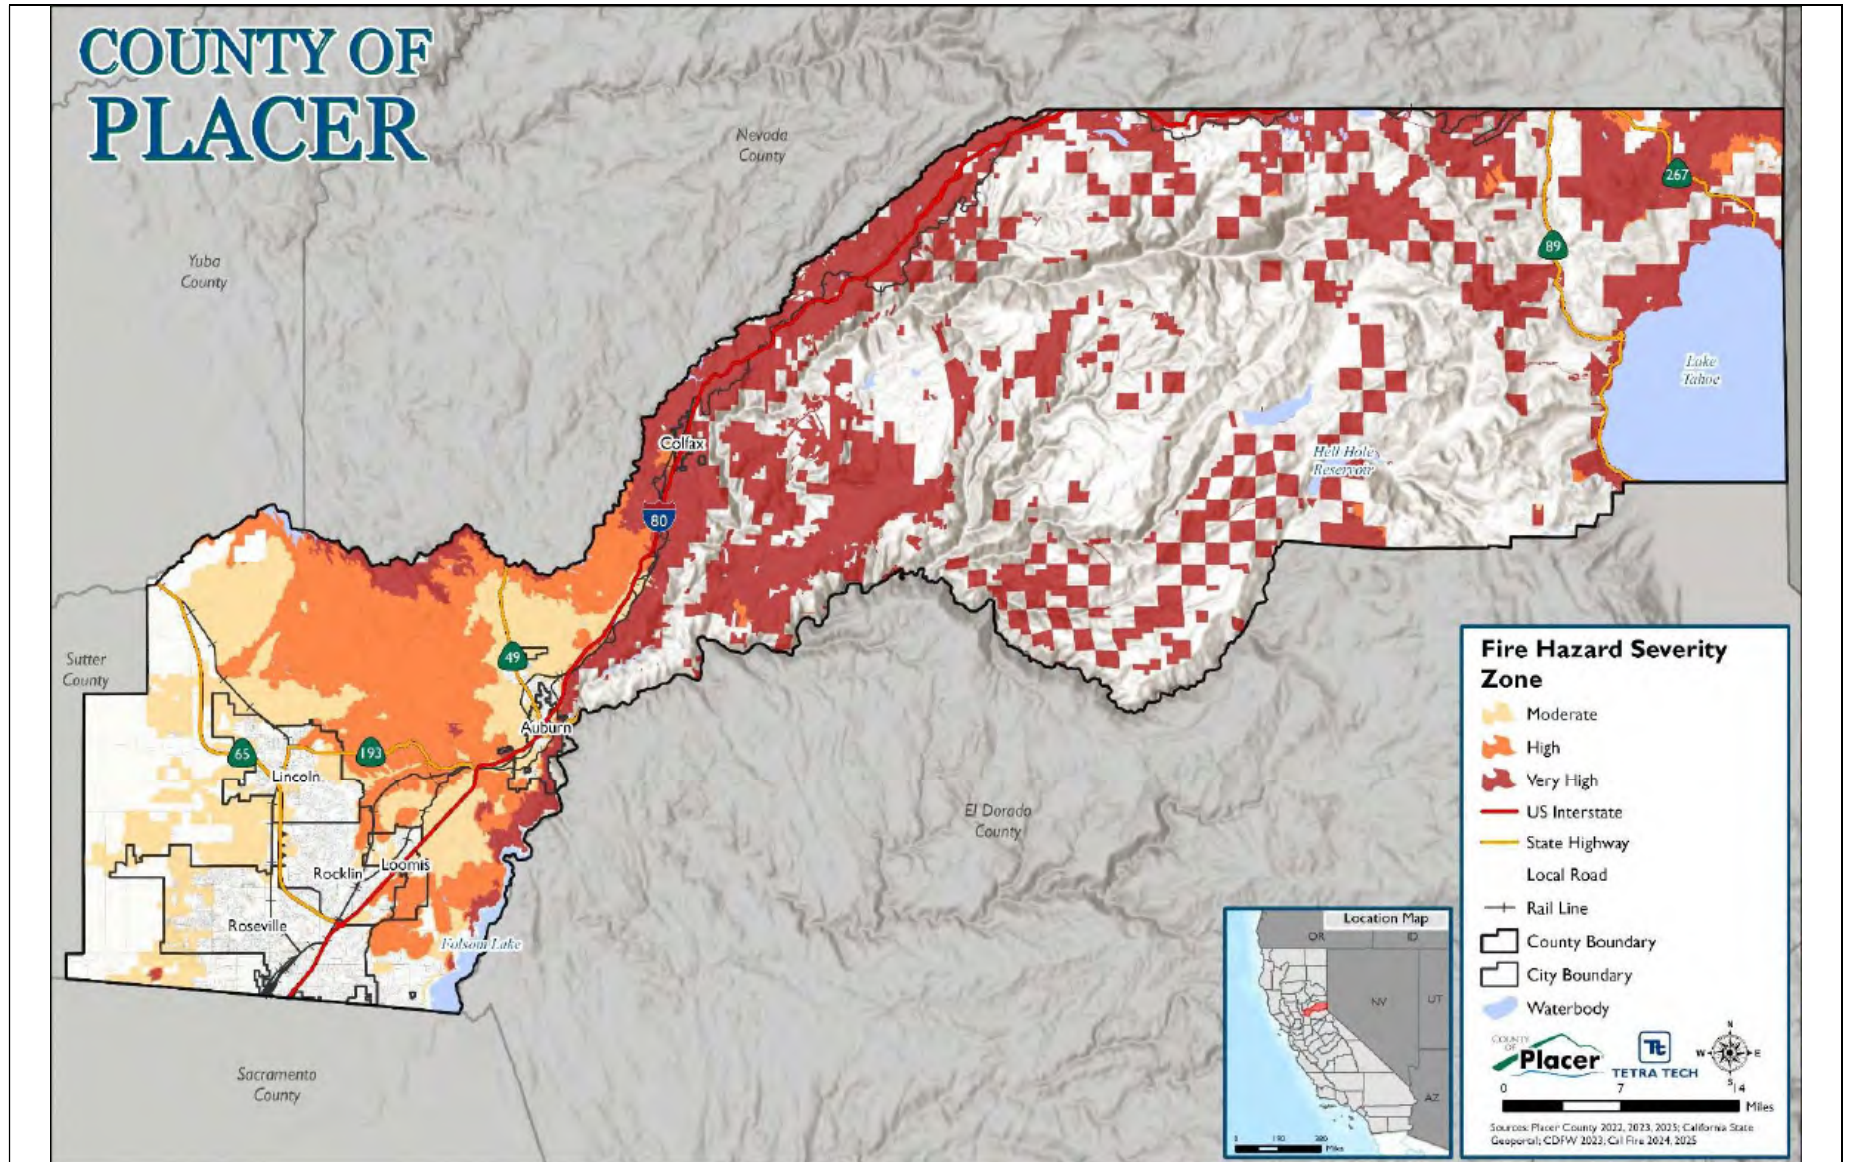 COUNTY OF
PLACER
Nevada
County
Yuba
County
Sutter
County
El Dorado
County
Sacramento
County
267
89
Lake
Tahoe
Hell Hole
Reservoir
Colfax
80
49
Auburn
65
193
Lincoln
Rocklin
Loomis
Roseville
Folsom Lake
Fire Hazard Severity
Zone
Moderate
High
Very High
US Interstate
State Highway
Local Road
Rail Line
County Boundary
City Boundary
Waterbody
COUNTY
OF
Placer
Tt
TETRA TECH
N
W
E
S
0 7 14
Miles
Sources: Placer County 2022, 2023, 2025; California State
Geoportal; CDFW 2023; Cal Fire 2024, 2025
Location Map
OR
ID
NV
UT
AZ
Miles